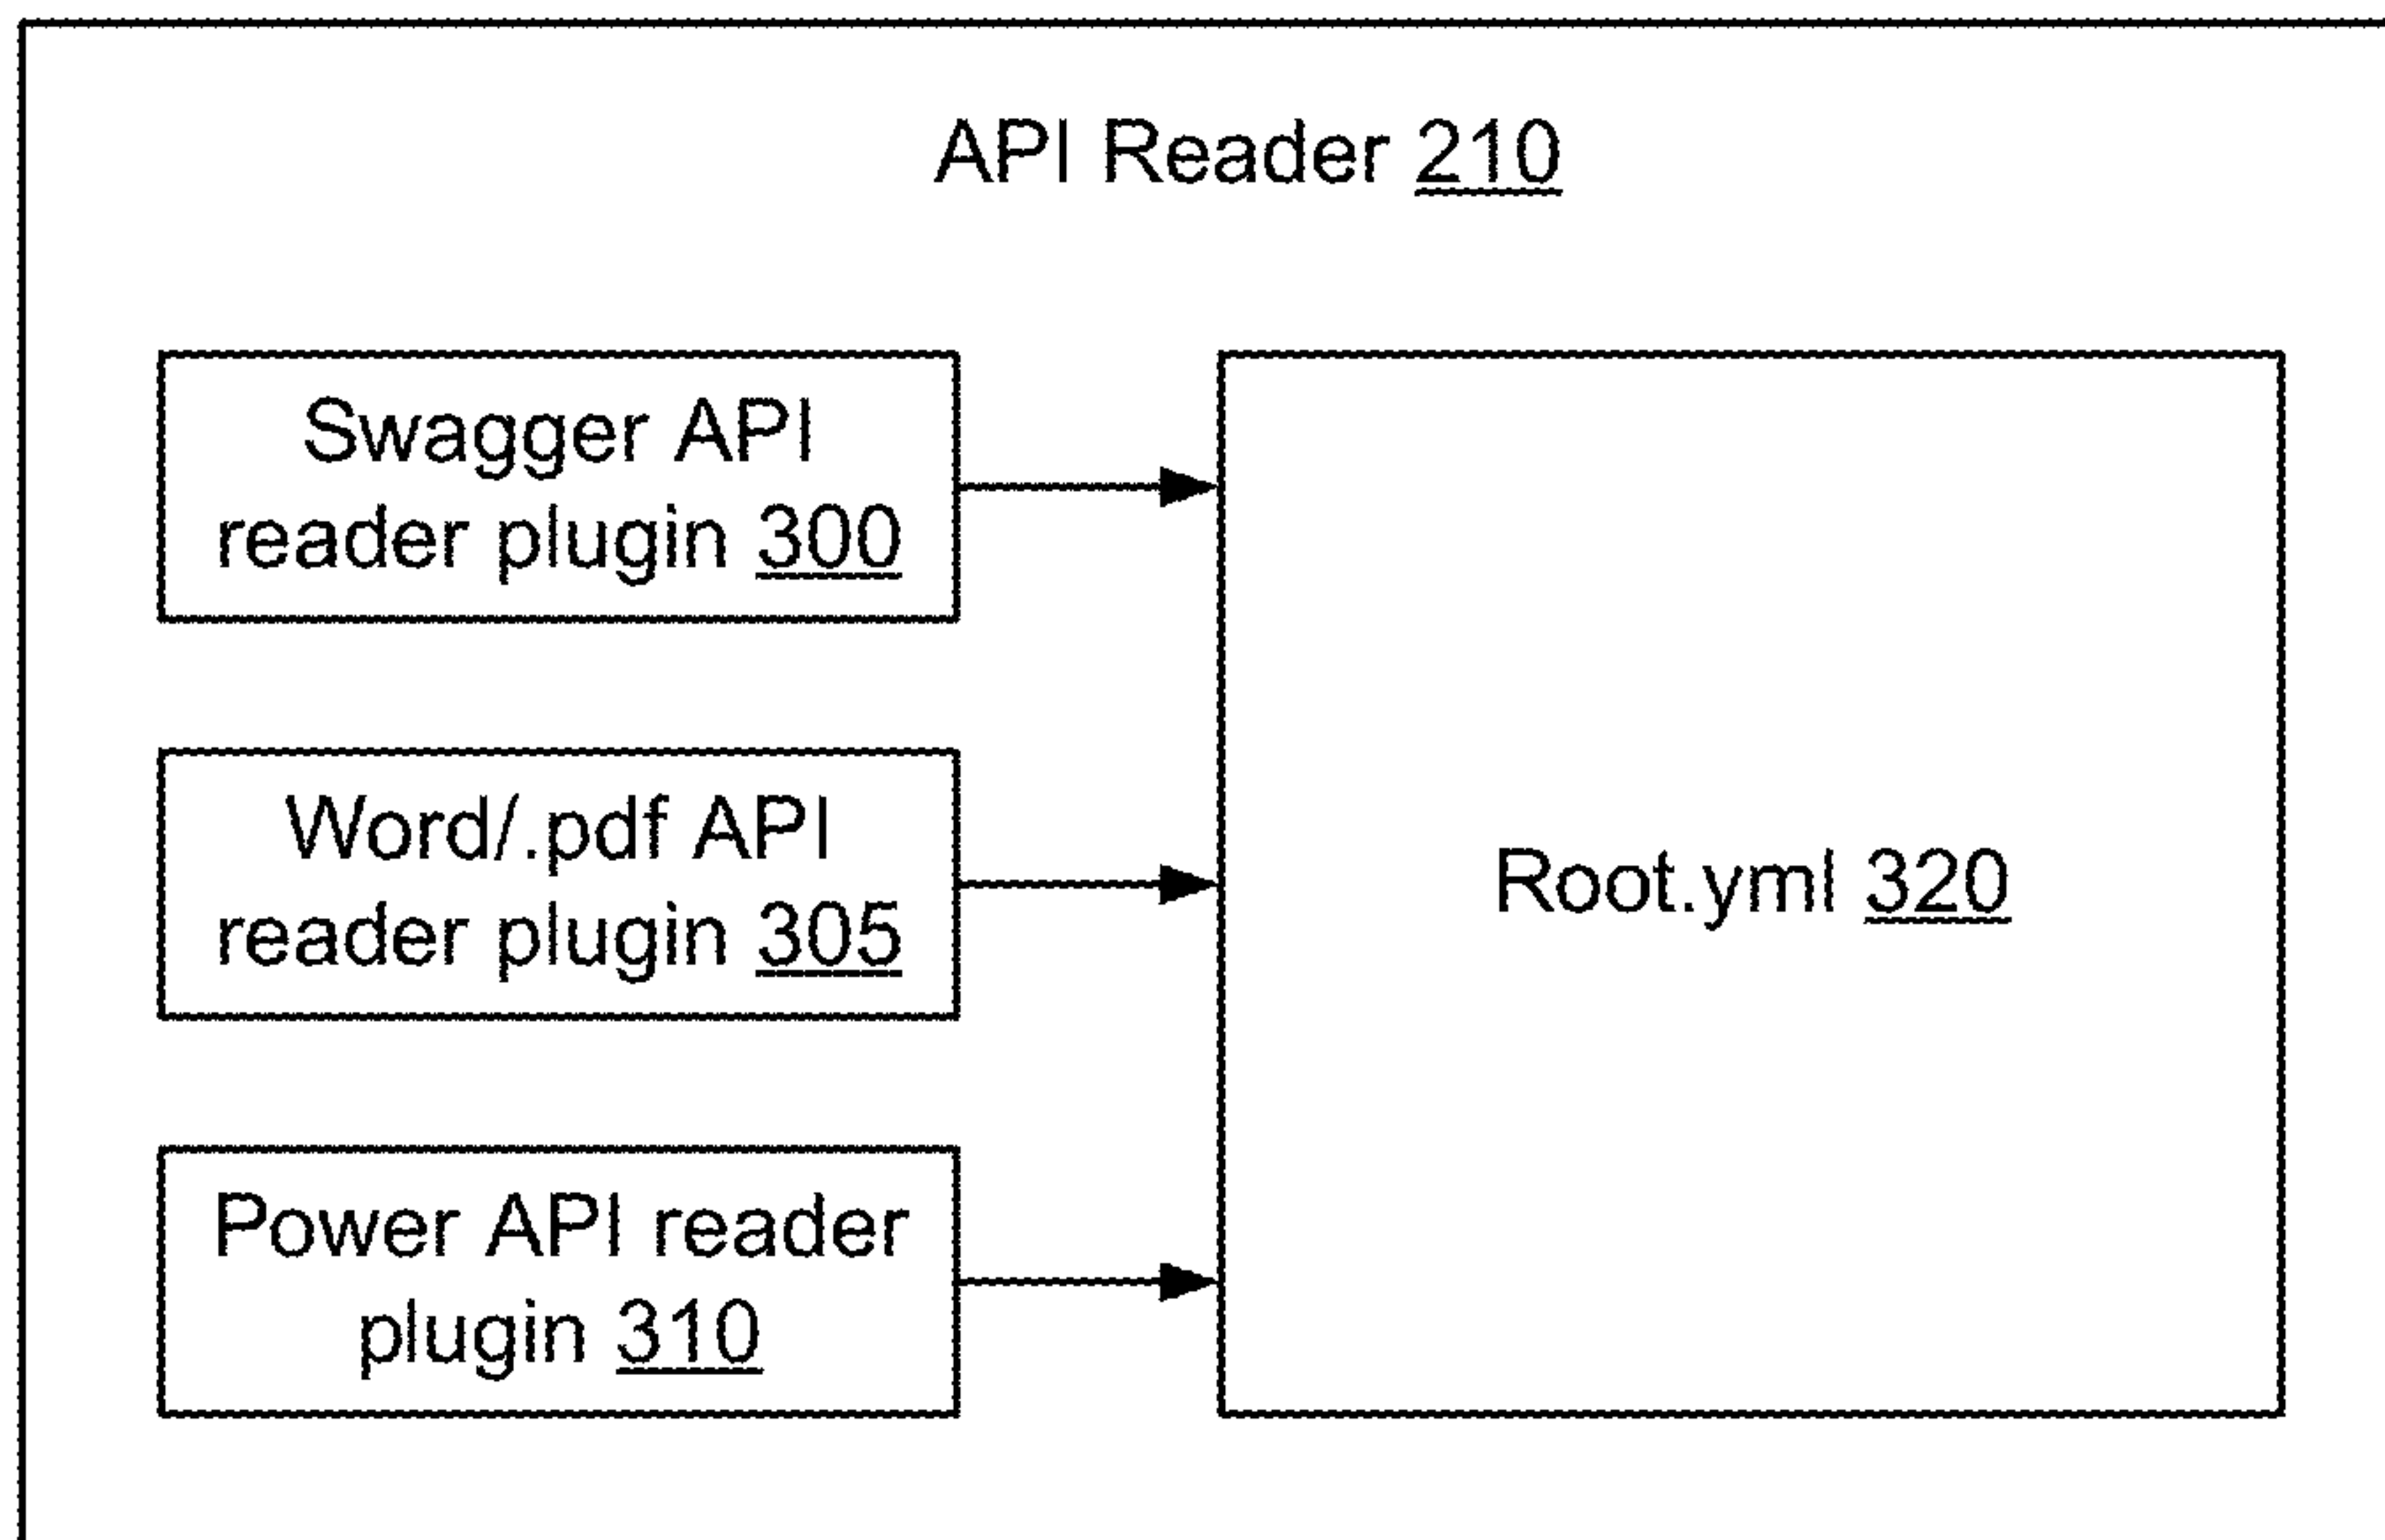 API Reader 210
Swagger API
reader plugin 300
Word/.pdf API
reader plugin 305
Power API reader
plugin 310
Root.yml 320